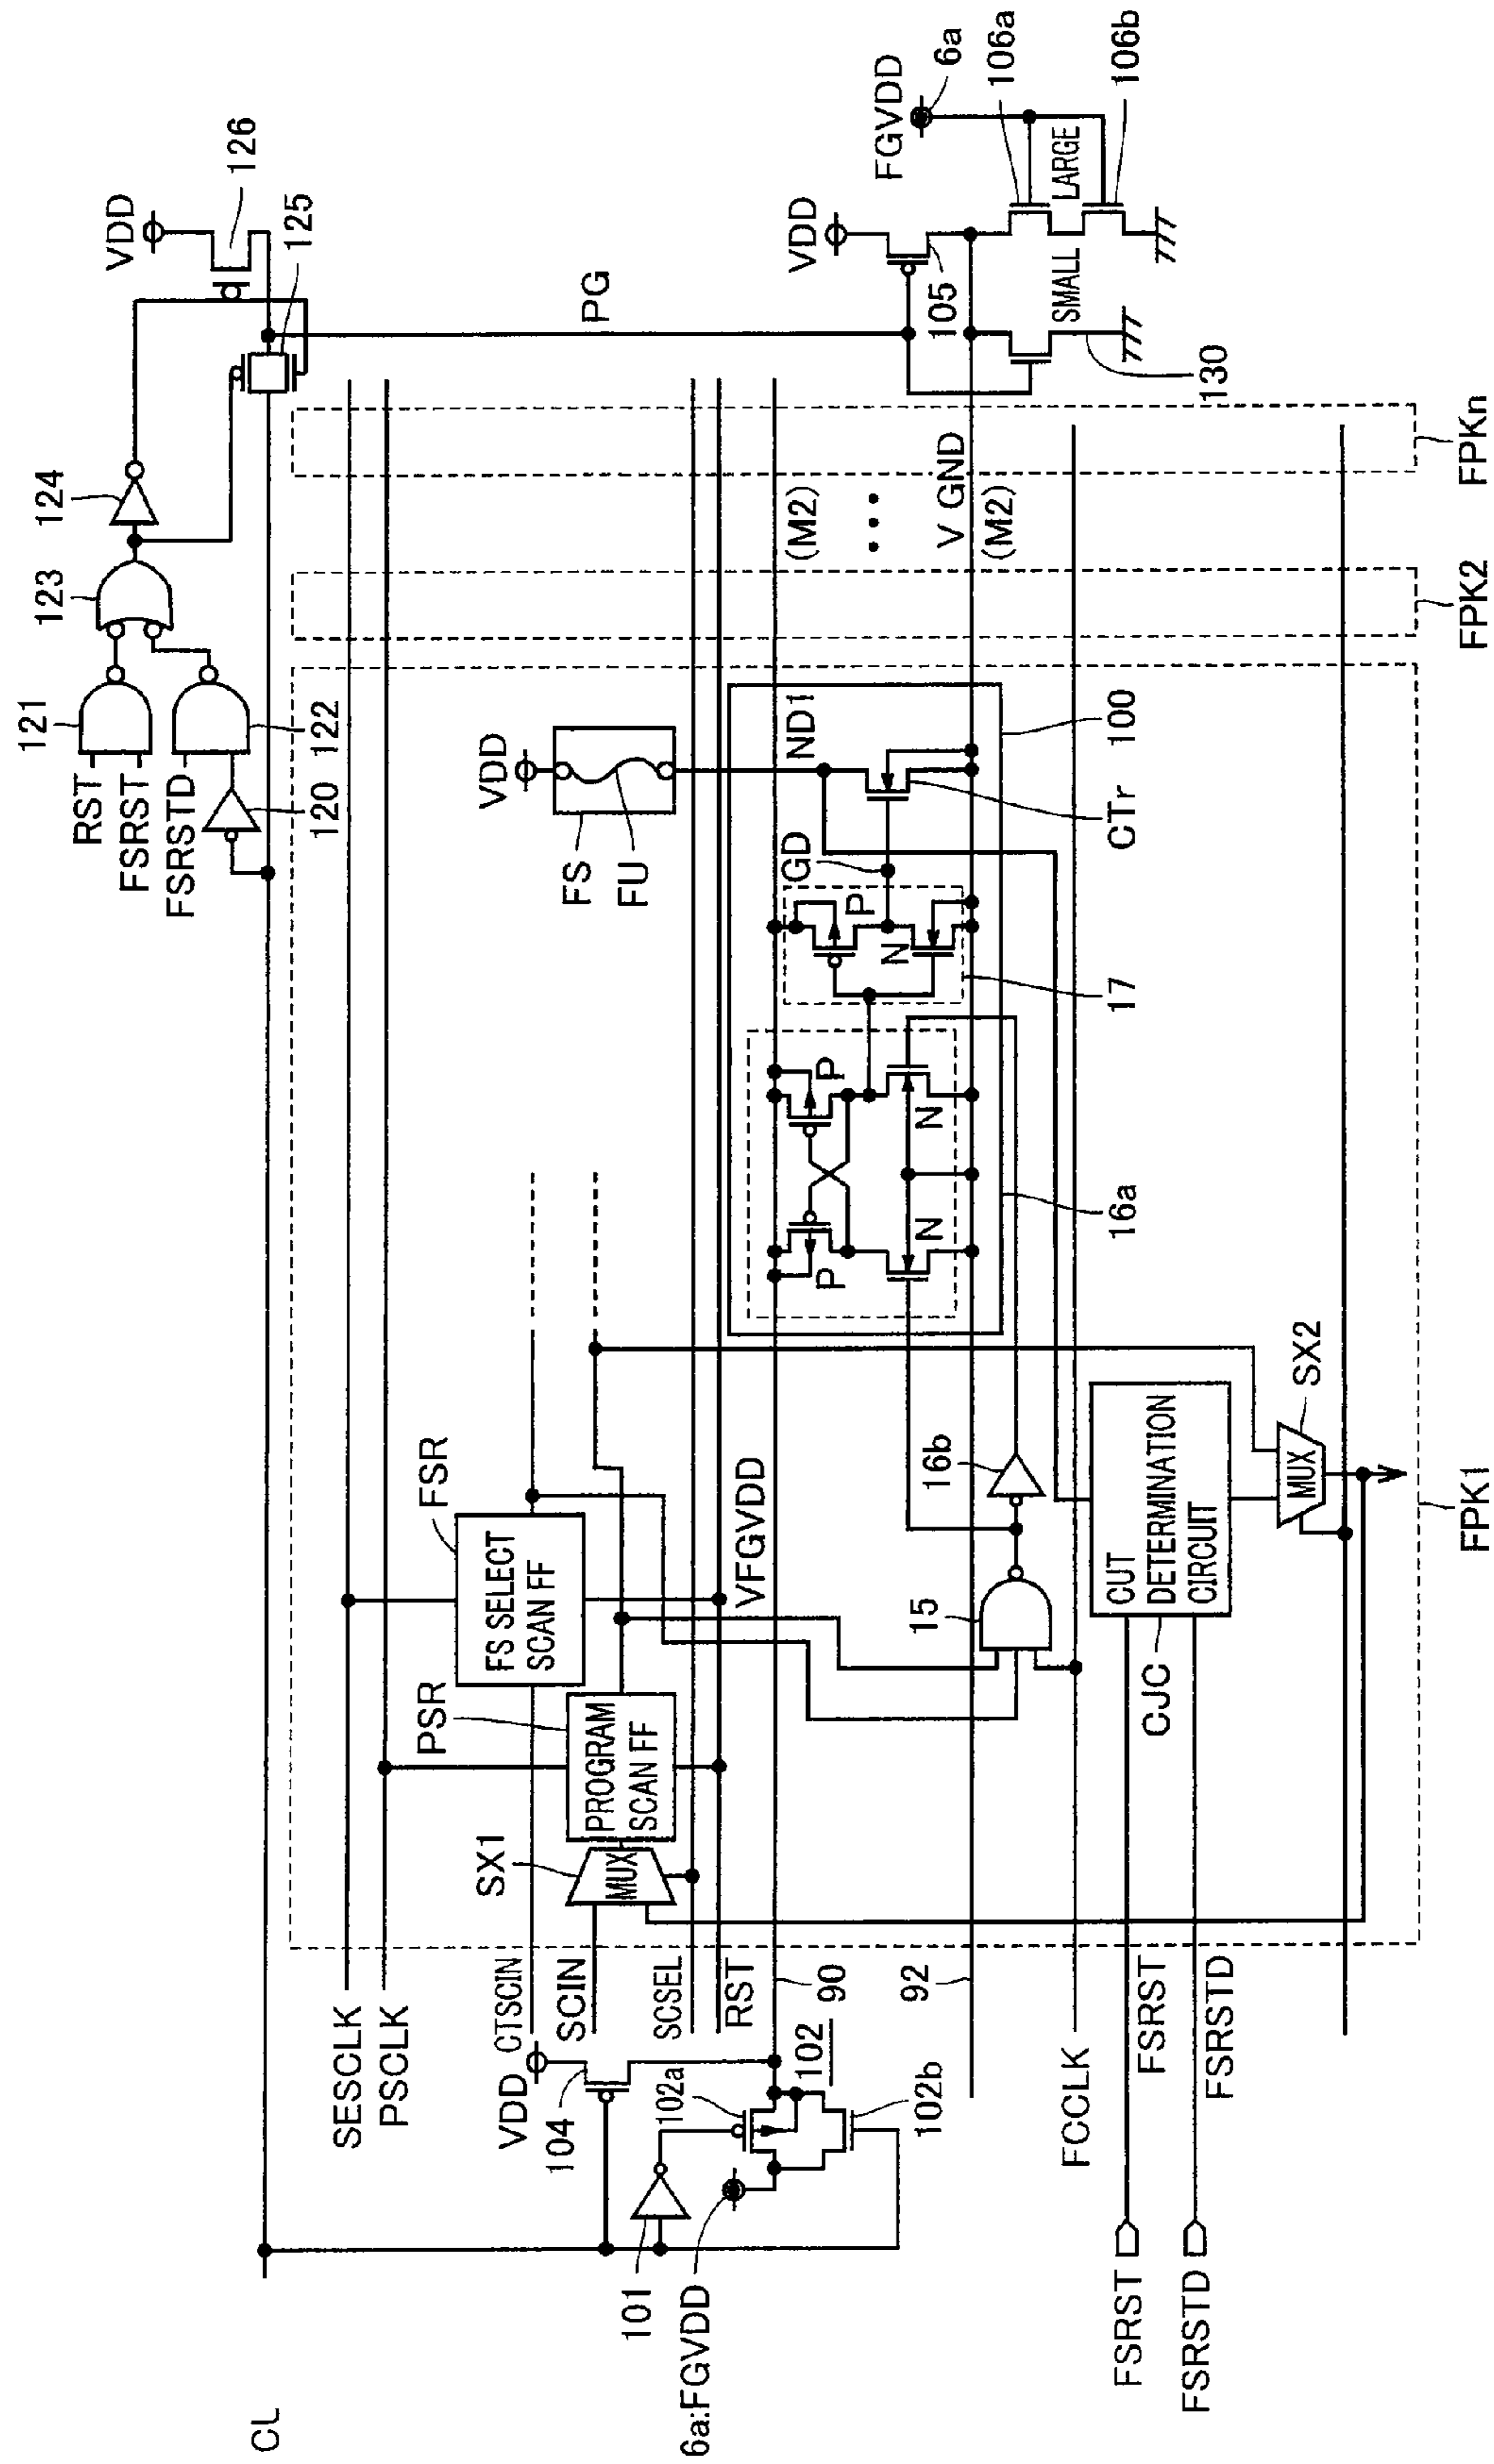 CL
SESCLK
PSCLK
CTSCIN
SCIN
SCSEL
RST
VDD
104
101
102a
102
102b
90
92
6a:FGVDD
FCCLK
FSRST
FSRSTD
FSRST
FSRSTD
SX1
MUX
PSR
PROGRAM
SCAN FF
FSR
FS SELECT
SCAN FF
VFGVDD
15
16b
CJC
CUT
DETERMINATION
CIRCUIT
MUX
SX2
FPK1
P
P
N
N
16a
17
P
N
GD
ND1
CTr
100
VDD
FS
FU
RST
FSRST
FSRSTD
120
121
122
123
124
125
126
VDD
PG
(M2)
V GND
(M2)
FPK2
FPKn
VDD
105
130
SMALL
LARGE
FGVDD
6a
106a
106b